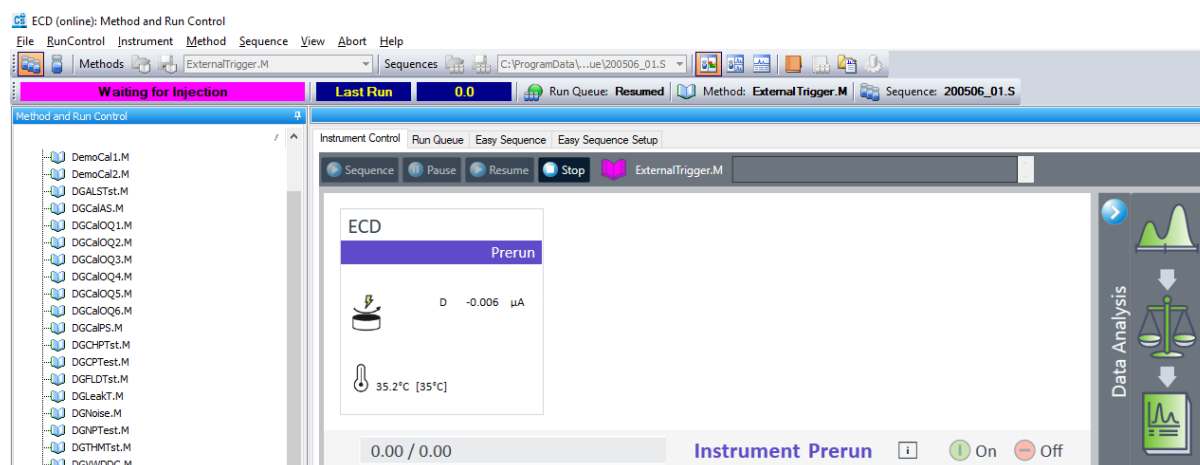 ECD (online): Method and Run Control
File RunControl Instrument Method Sequence View Abort Help
Methods ExternalTrigger.M Sequences C:\ProgramData\...ue\200506_01.S
Waiting for Injection Last Run 0.0 Run Queue: Resumed Method: ExternalTrigger.M Sequence: 200506_01.S
Method and Run Control
Instrument Control Run Queue Easy Sequence Easy Sequence Setup
Sequence Pause Resume Stop ExternalTrigger.M
DemoCal1.M
DemoCal2.M
DGALSTst.M
DGCalAS.M
DGCalOQ1.M
DGCalOQ2.M
DGCalOQ3.M
DGCalOQ4.M
DGCalOQ5.M
DGCalOQ6.M
DGCalPS.M
DGCHPTst.M
DGCPTest.M
DGFLDTst.M
DGLeakT.M
DGNoise.M
DGNPTest.M
DGTHMTst.M
DGVWDDC.M
ECD
Prerun
D -0.006 µA
35.2°C [35°C]
0.00 / 0.00 Instrument Prerun i On Off
Data Analysis